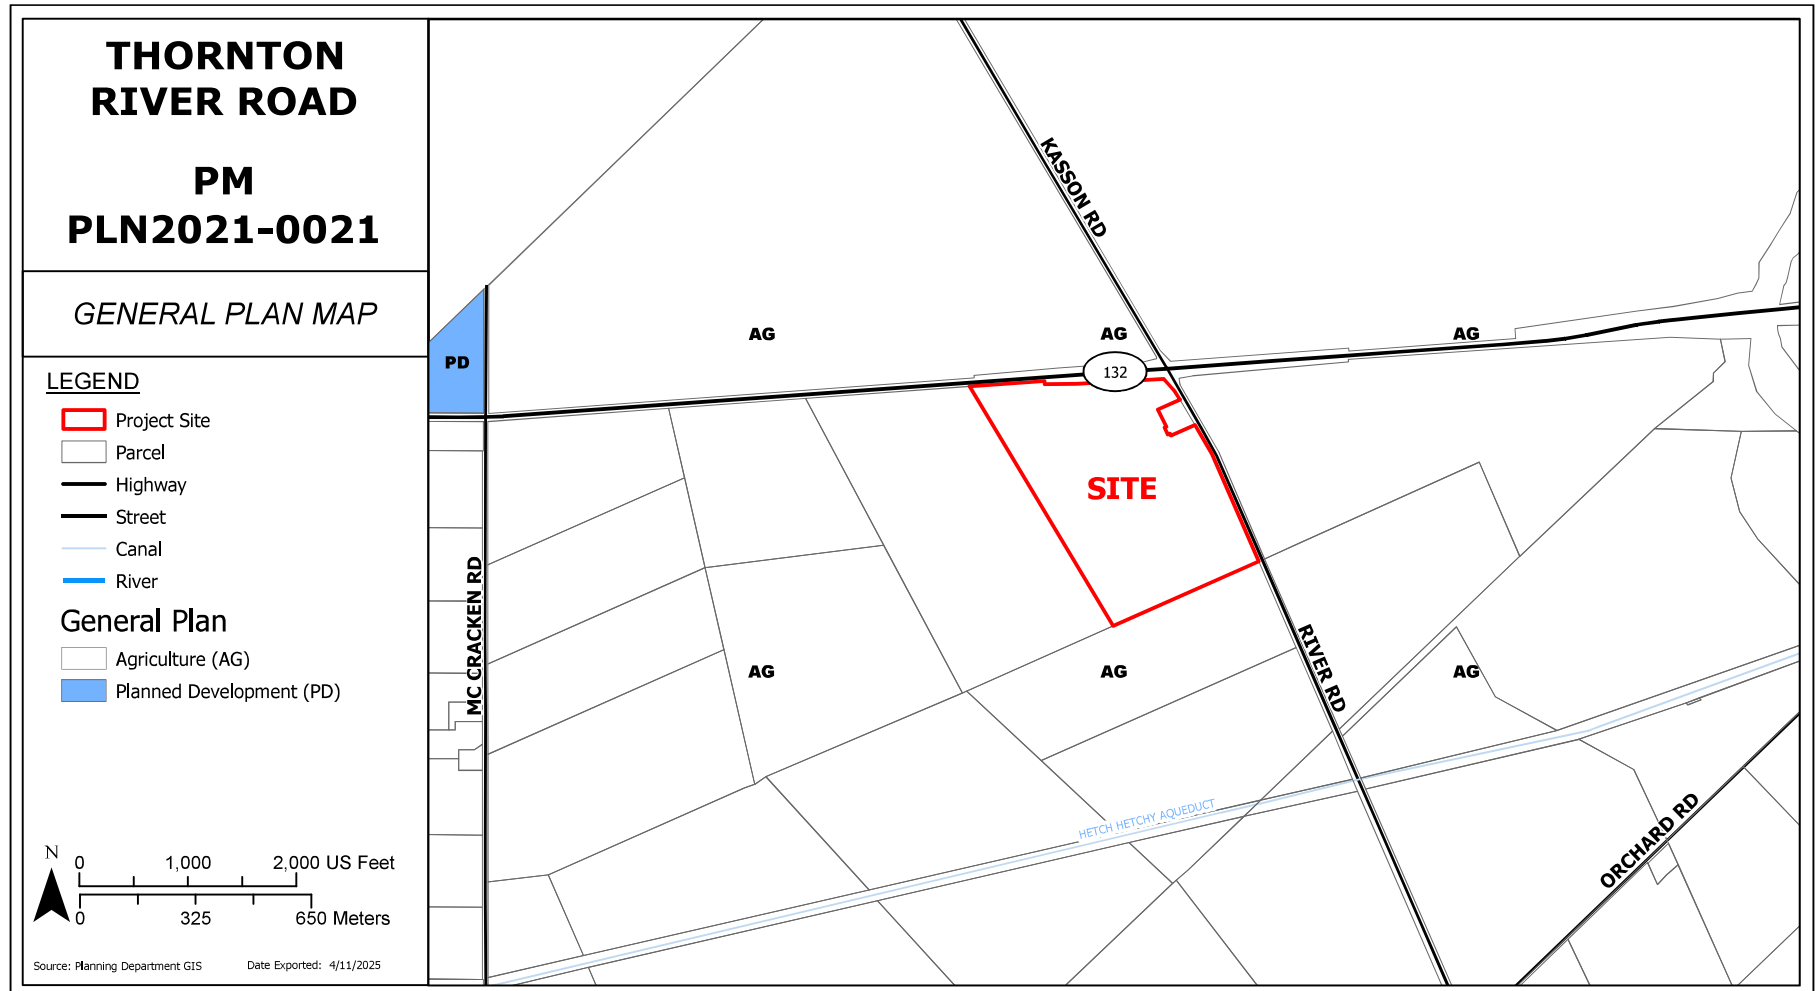 THORNTON
RIVER ROAD
PM
PLN2021-0021
GENERAL PLAN MAP
LEGEND
Project Site
Parcel
Highway
Street
Canal
River
General Plan
Agriculture (AG)
Planned Development (PD)
N
0 1,000 2,000 US Feet
0 325 650 Meters
Source: Planning Department GIS Date Exported: 4/11/2025
KASSON RD
AG
AG
AG
PD
132
SITE
MC CRACKEN RD
AG
AG
RIVER RD
AG
HETCH HETCHY AQUEDUCT
ORCHARD RD